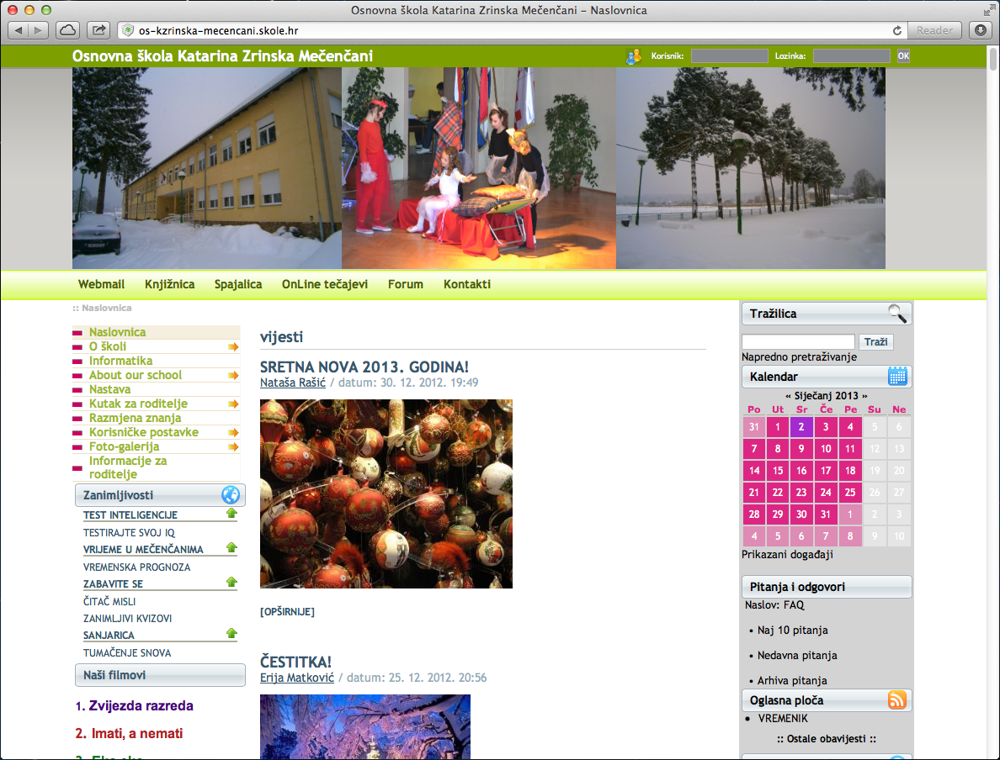 Osnovna škola Katarina Zrinska Mečenčani – Naslovnica
os-kzrinska-mecencani.skole.hr
Reader
Osnovna škola Katarina Zrinska Mečenčani
Korisnik:
Lozinka:
OK
Webmail Knjižnica Spajalica OnLine tečajevi Forum Kontakti
:: Naslovnica
Naslovnica
O školi
Informatika
About our school
Nastava
Kutak za roditelje
Razmjena znanja
Korisničke postavke
Foto-galerija
Informacije za
roditelje
Zanimljivosti
TEST INTELIGENCIJE
TESTIRAJTE SVOJ IQ
VRIJEME U MEČENČANIMA
VREMENSKA PROGNOZA
ZABAVITE SE
ČITAČ MISLI
ZANIMLJIVI KVIZOVI
SANJARICA
TUMAČENJE SNOVA
Naši filmovi
1. Zvijezda razreda
2. Imati, a nemati
vijesti
SRETNA NOVA 2013. GODINA!
Nataša Rašić / datum: 30. 12. 2012. 19:49
[OPŠIRNIJE]
ČESTITKA!
Erija Matković / datum: 25. 12. 2012. 20:56
Tražilica
Traži
Napredno pretraživanje
Kalendar
« Siječanj 2013 »
Po Ut Sr Če Pe Su Ne
31 1 2 3 4 5 6
7 8 9 10 11 12 13
14 15 16 17 18 19 20
21 22 23 24 25 26 27
28 29 30 31 1 2 3
4 5 6 7 8 9 10
Prikazani događaji
Pitanja i odgovori
Naslov: FAQ
• Naj 10 pitanja
• Nedavna pitanja
• Arhiva pitanja
Oglasna ploča
• VREMENIK
:: Ostale obavijesti ::